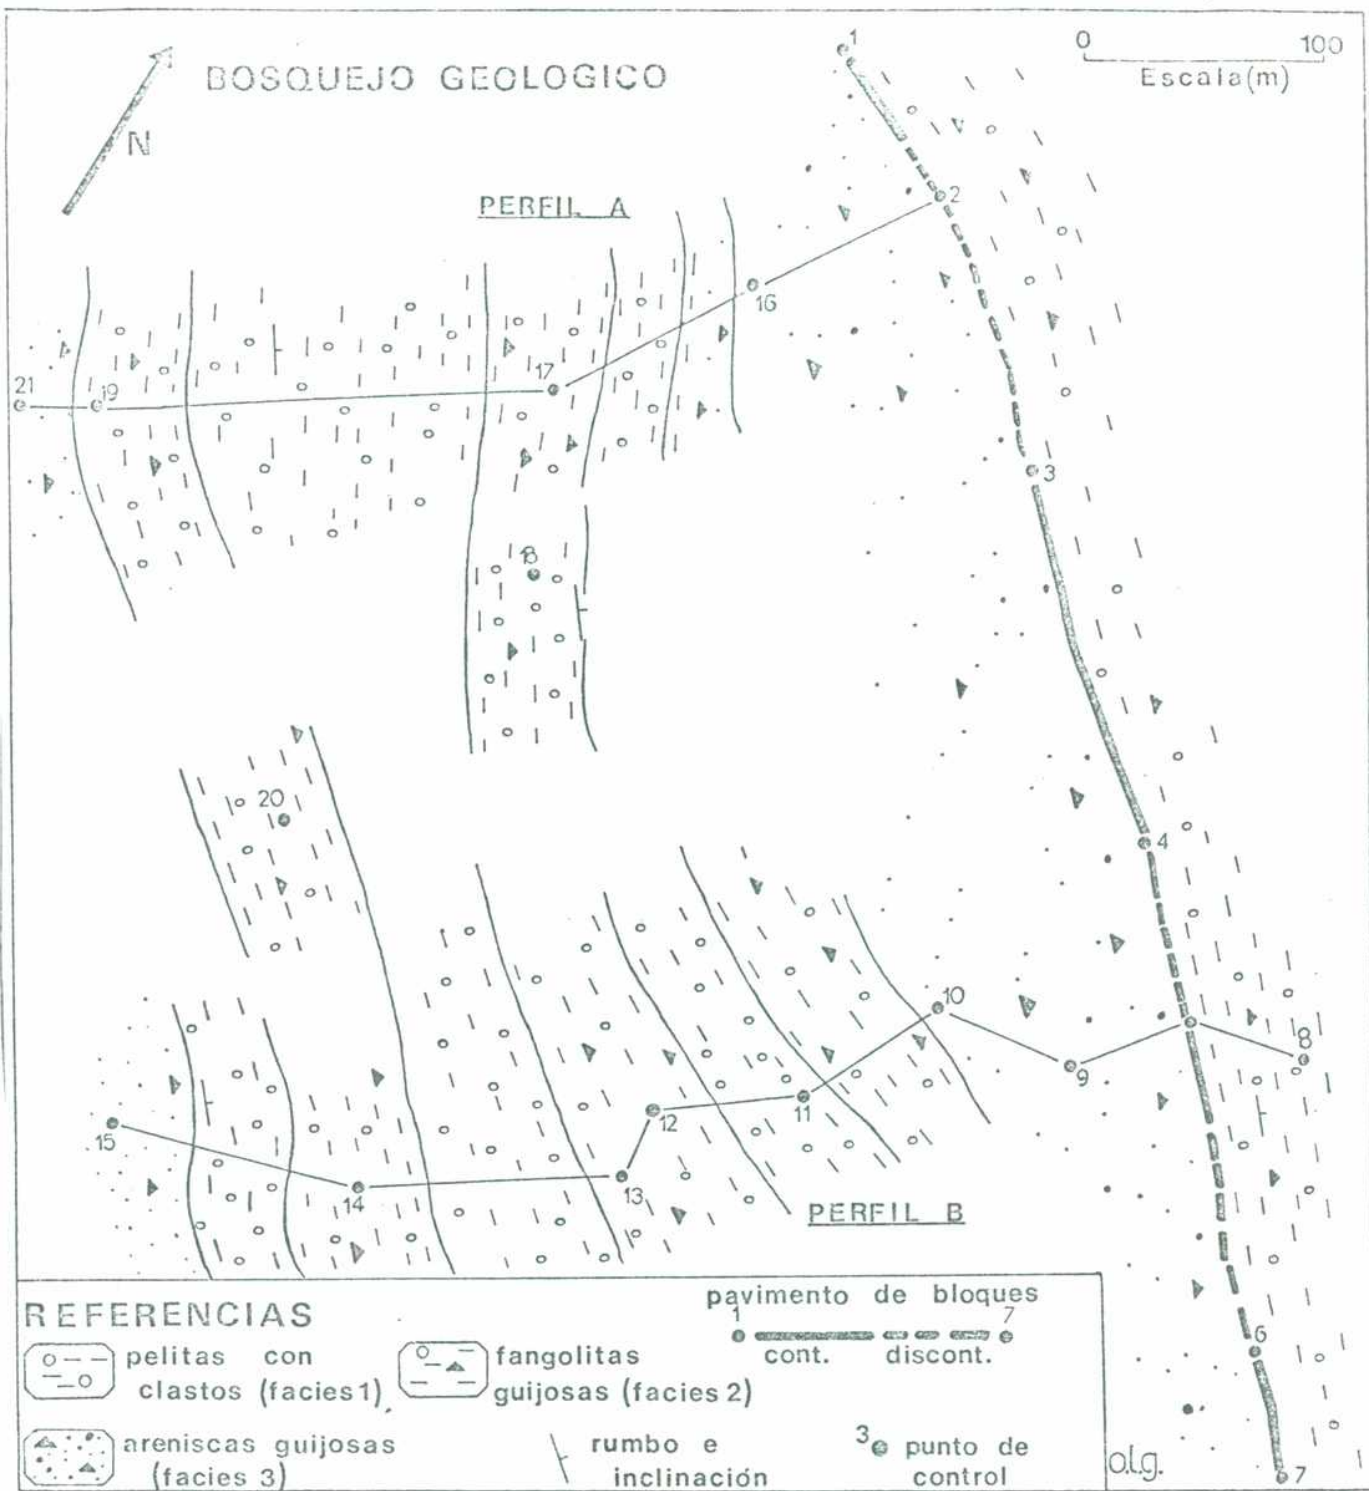 BOSQUEJO GEOLOGICO
N
0 100
Escala(m)
PERFIL A
1
2
16
17
21
19
3
18
20
4
10
8
9
11
12
15
14
13
PERFIL B
6
7
REFERENCIAS
pelitas con
clastos (facies 1)
fangolitas
guijosas (facies 2)
pavimento de bloques
1 7
cont. discont.
areniscas guijosas
(facies 3)
rumbo e
inclinación
3 punto de
control
o.l.g.